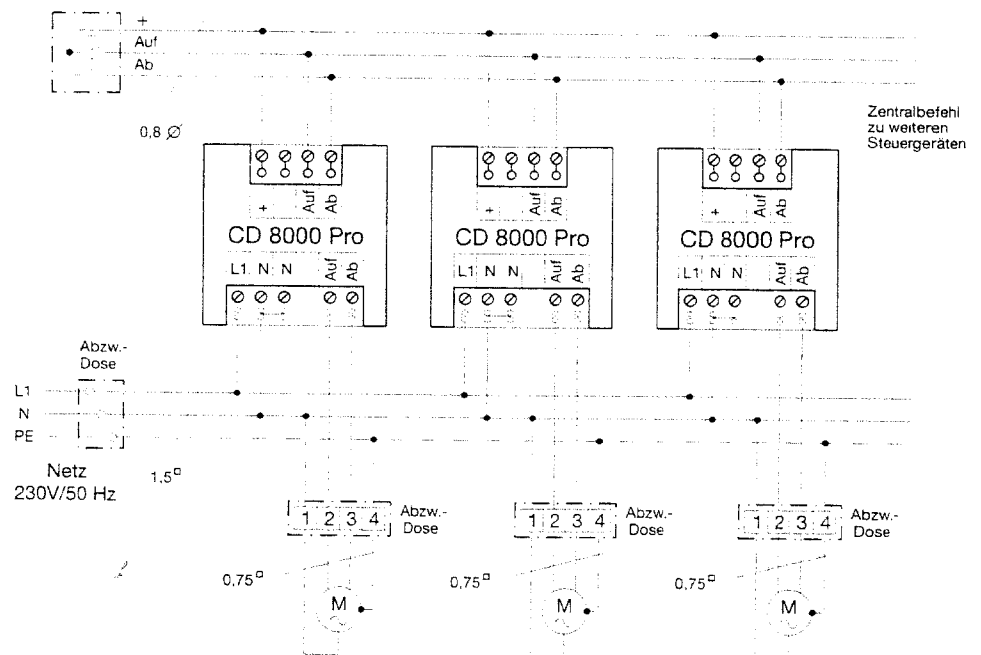 +
Auf
Ab
0,8 Ø
Zentralbefehl
zu weiteren
Steuergeräten
+ Auf Ab
CD 8000 Pro
L1 N N Auf Ab
+ Auf Ab
CD 8000 Pro
L1 N N Auf Ab
+ Auf Ab
CD 8000 Pro
L1 N N Auf Ab
Abzw.-
Dose
L1
N
PE
Netz
230V/50 Hz
1,5□
1 2 3 4
Abzw.-
Dose
1 2 3 4
Abzw.-
Dose
1 2 3 4
Abzw.-
Dose
0,75□
M
0,75□
M
0,75□
M